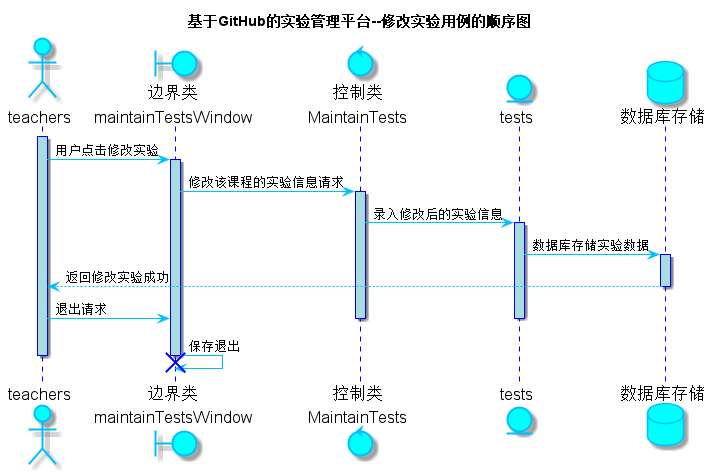 基于GitHub的实验管理平台--修改实验用例的顺序图
teachers
边界类
maintainTestsWindow
控制类
MaintainTests
tests
数据库存储
用户点击修改实验
修改该课程的实验信息请求
录入修改后的实验信息
数据库存储实验数据
返回修改实验成功
退出请求
保存退出
teachers
边界类
maintainTestsWindow
控制类
MaintainTests
tests
数据库存储